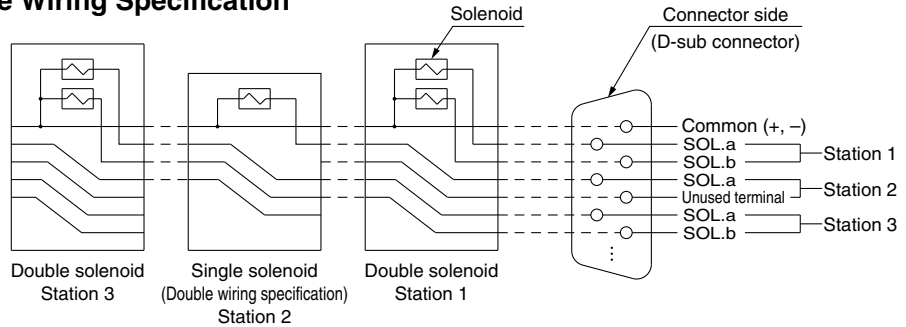 e Wiring Specification
Solenoid
Connector side
(D-sub connector)
Common (+, –)
SOL.a
SOL.b
Station 1
SOL.a
Unused terminal
Station 2
SOL.a
SOL.b
Station 3
Double solenoid
Station 3
Single solenoid
(Double wiring specification)
Station 2
Double solenoid
Station 1